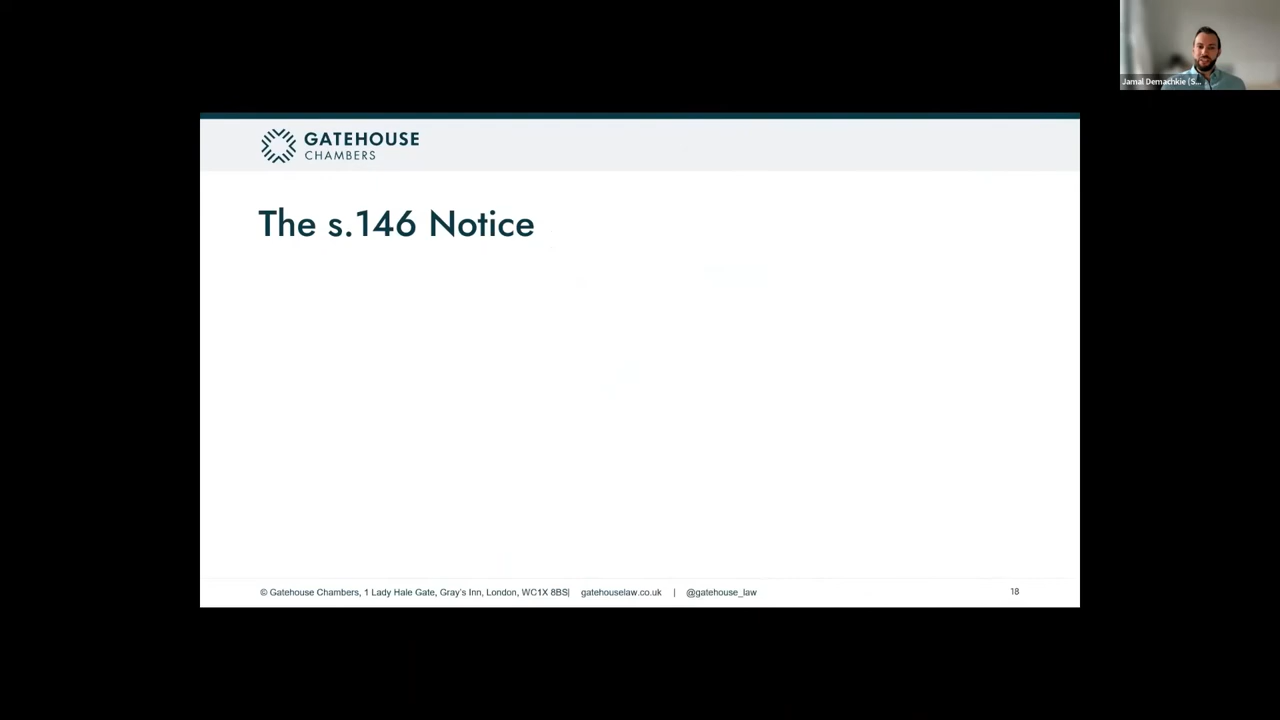 Jamal Demachkie (S...
GATEHOUSE
CHAMBERS
The s.146 Notice
© Gatehouse Chambers, 1 Lady Hale Gate, Gray's Inn, London, WC1X 8BS| gatehouselaw.co.uk | @gatehouse_law
18